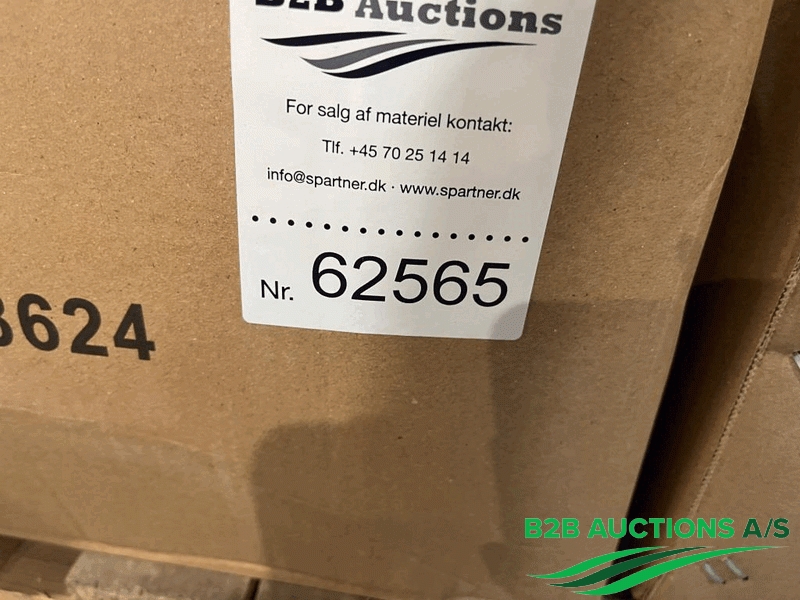 B2B Auctions
For salg af materiel kontakt:
Tlf. +45 70 25 14 14
info@spartner.dk · www.spartner.dk
Nr. 62565
624
B2B AUCTIONS A/S